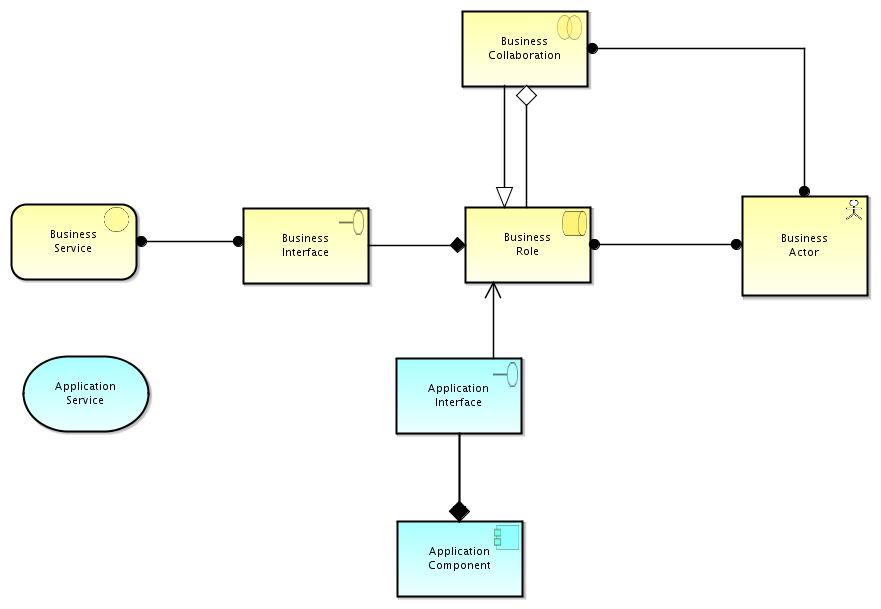 Business
Collaboration
Business
Service
Business
Interface
Business
Role
Business
Actor
Application
Service
Application
Interface
Application
Component